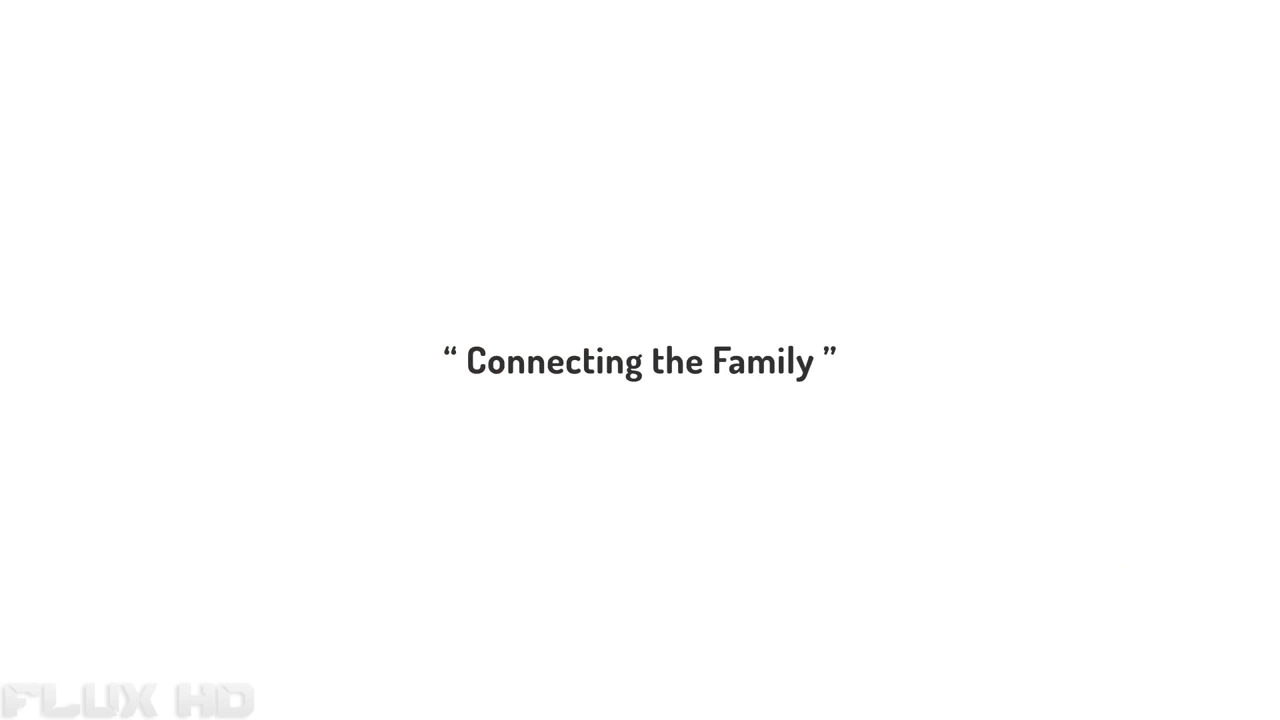 “ Connecting the Family ”
FLUX HD